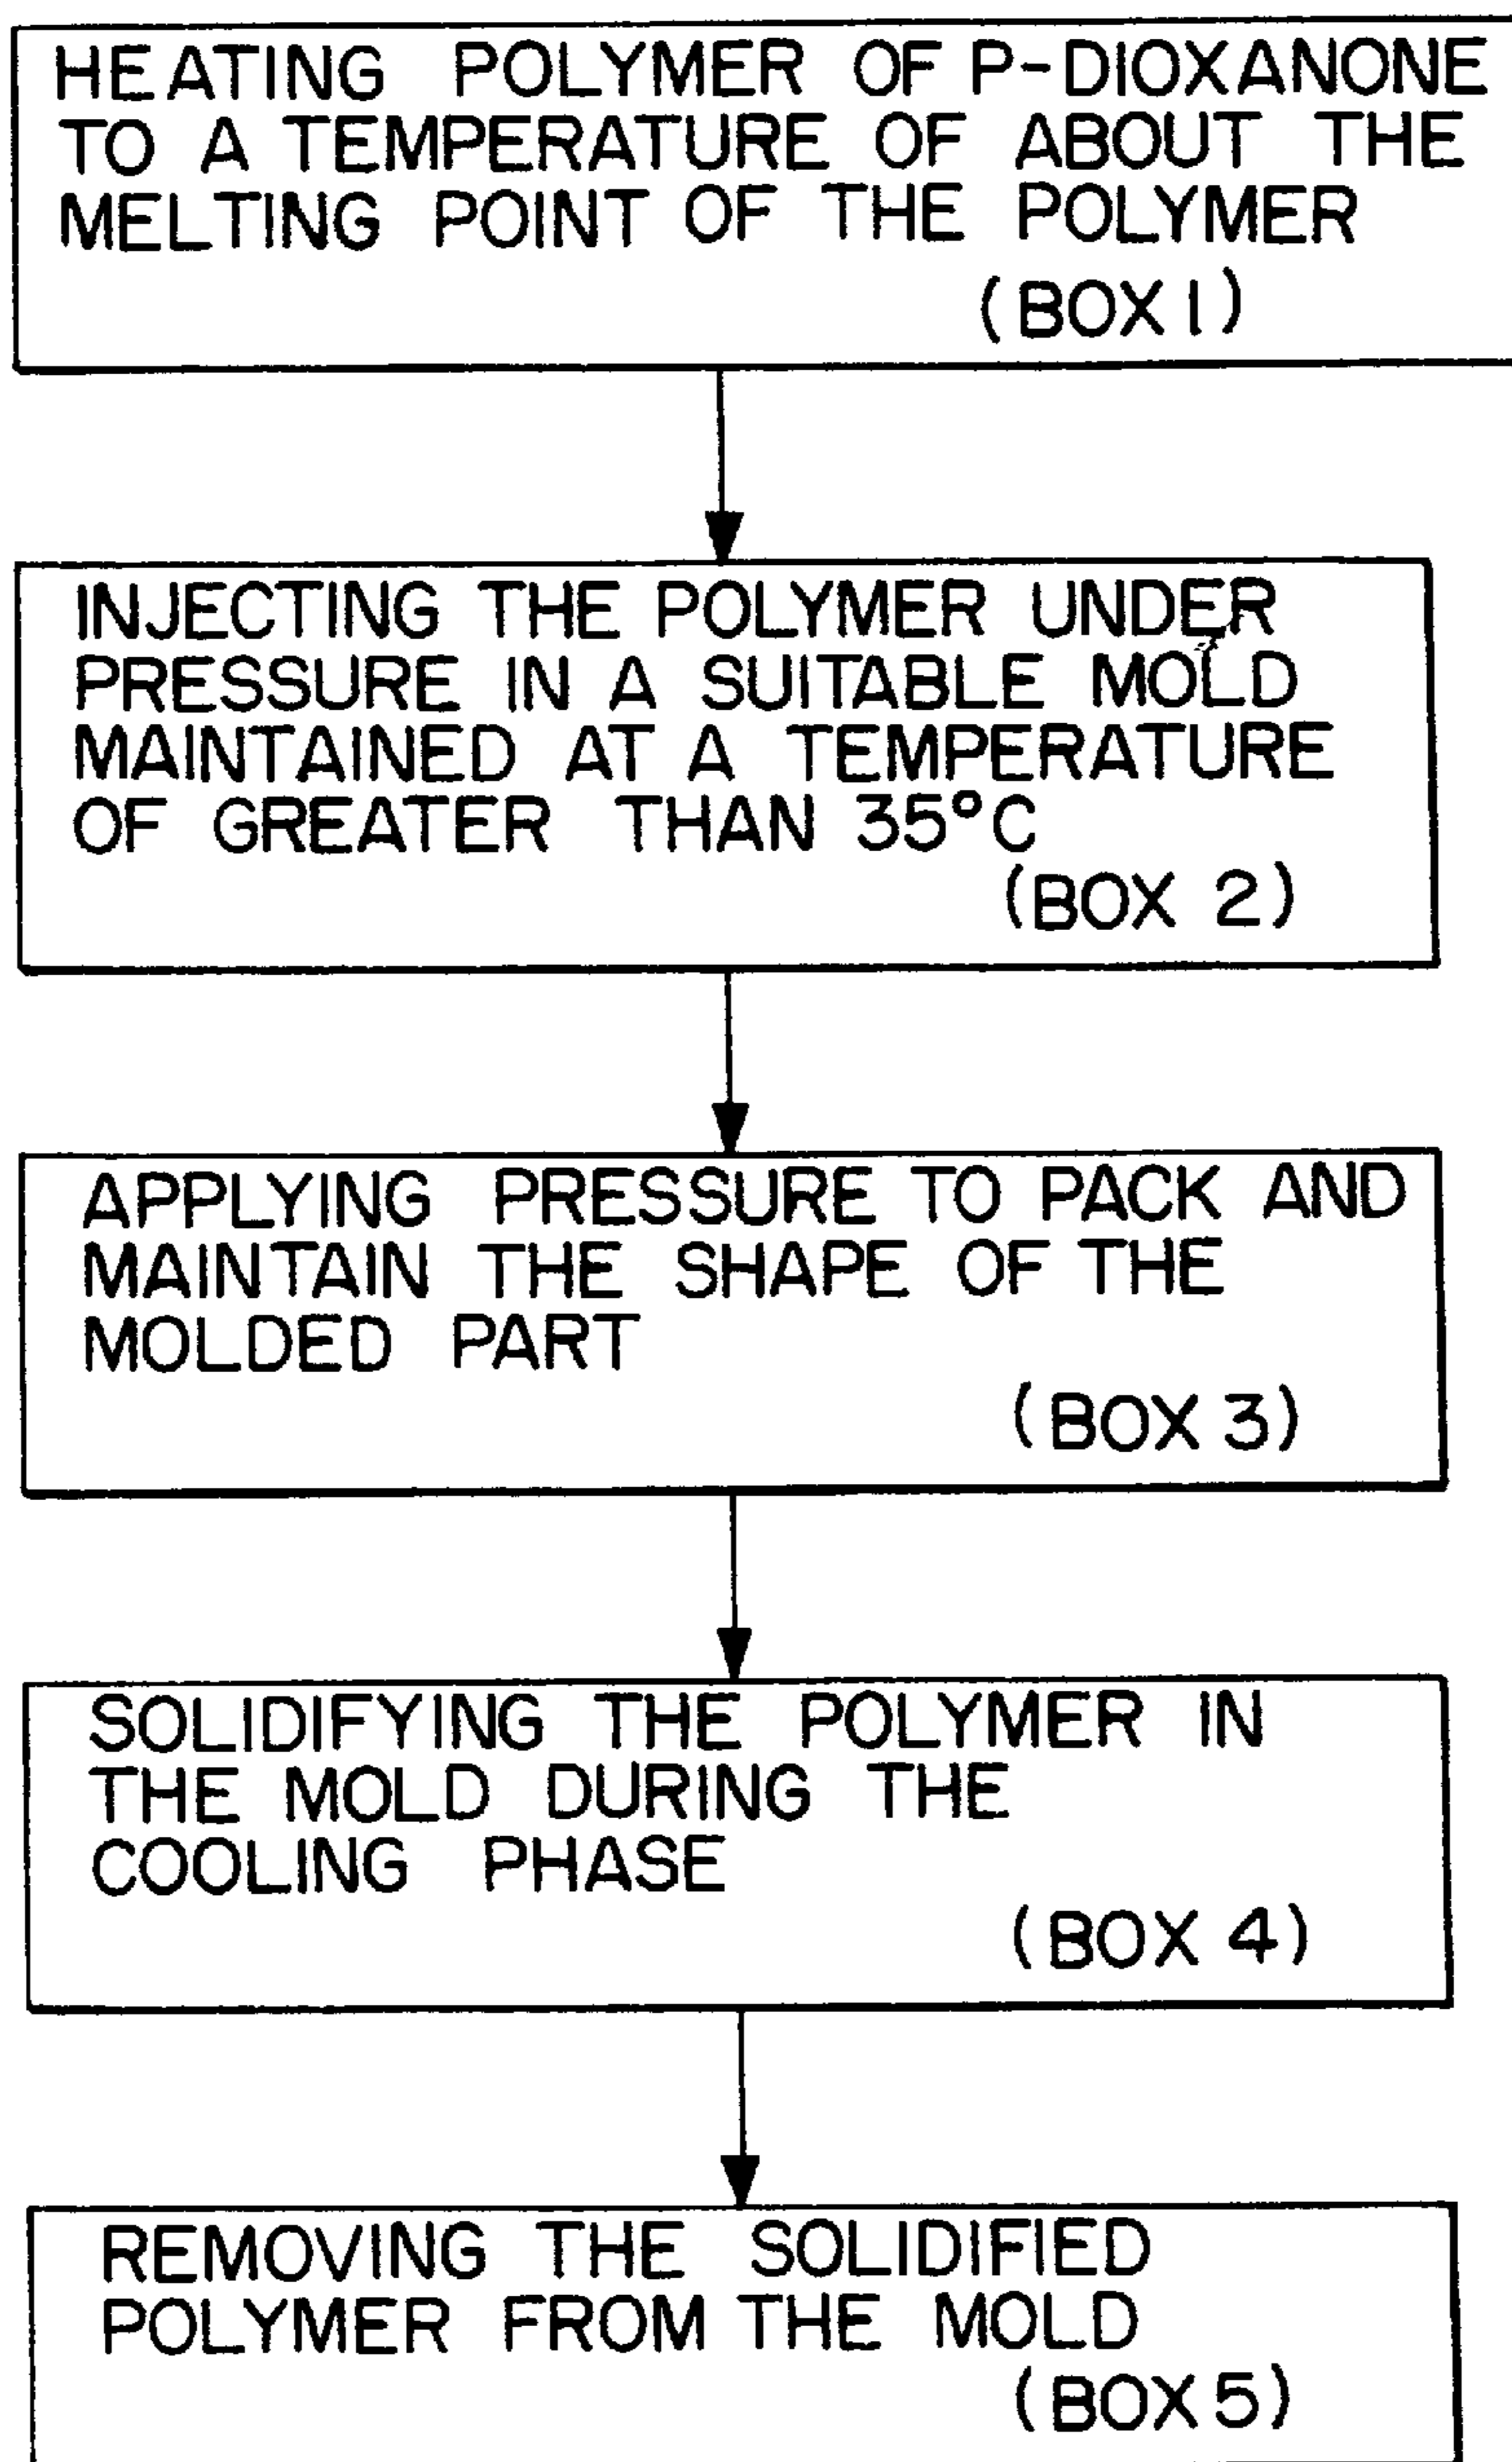 HEATING POLYMER OF P-DIOXANONE
TO A TEMPERATURE OF ABOUT THE
MELTING POINT OF THE POLYMER
(BOX 1)
INJECTING THE POLYMER UNDER
PRESSURE IN A SUITABLE MOLD
MAINTAINED AT A TEMPERATURE
OF GREATER THAN 35°C
(BOX 2)
APPLYING PRESSURE TO PACK AND
MAINTAIN THE SHAPE OF THE
MOLDED PART
(BOX 3)
SOLIDIFYING THE POLYMER IN
THE MOLD DURING THE
COOLING PHASE
(BOX 4)
REMOVING THE SOLIDIFIED
POLYMER FROM THE MOLD
(BOX 5)